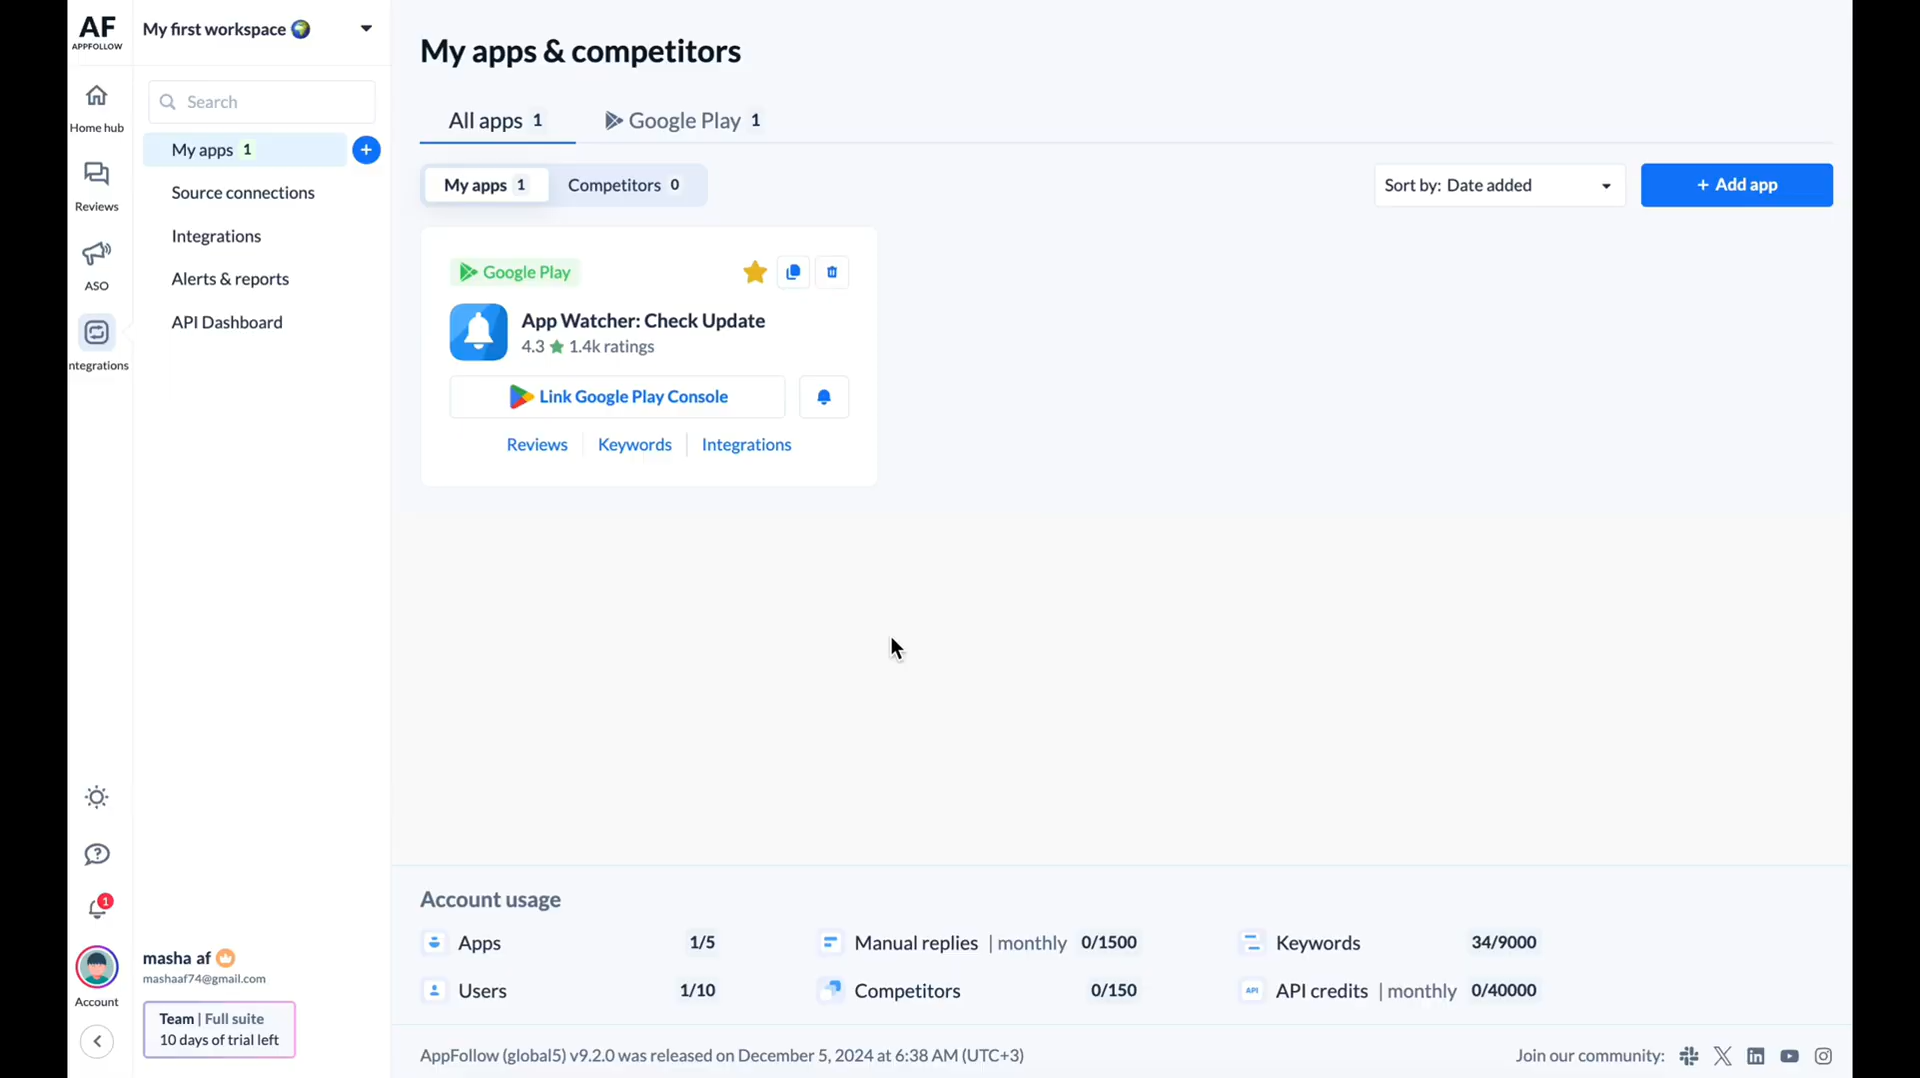 AF
APPFOLLOW
Home hub
Reviews
ASO
ntegrations
1
Account
My first workspace
Search
My apps 1
+
Source connections
Integrations
Alerts & reports
API Dashboard
masha af
mashaaf74@gmail.com
Team | Full suite
10 days of trial left
My apps & competitors
All apps 1
Google Play 1
My apps 1
Competitors 0
Sort by: Date added
+ Add app
Google Play
App Watcher: Check Update
4.3 ★ 1.4k ratings
Link Google Play Console
Reviews
Keywords
Integrations
Account usage
Apps 1/5
Manual replies | monthly 0/1500
Keywords 34/9000
Users 1/10
Competitors 0/150
API
API credits | monthly 0/40000
AppFollow (global5) v9.2.0 was released on December 5, 2024 at 6:38 AM (UTC+3)
Join our community: